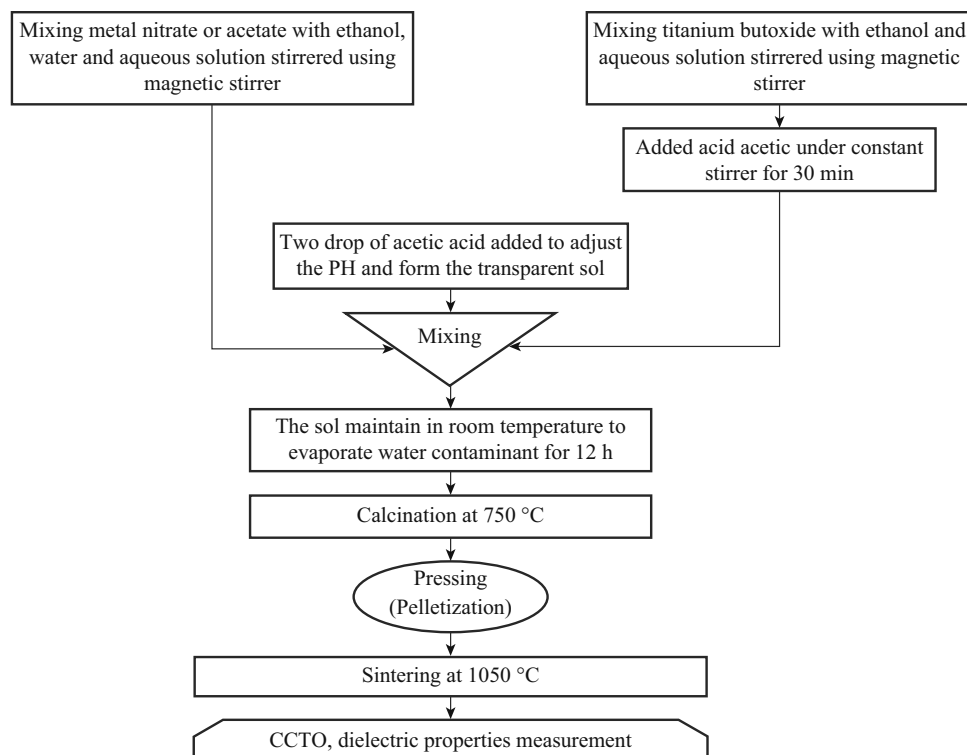 Mixing metal nitrate or acetate with ethanol,
water and aqueous solution stirrered using
magnetic stirrer
Mixing titanium butoxide with ethanol and
aqueous solution stirrered using magnetic
stirrer
Added acid acetic under constant
stirrer for 30 min
Two drop of acetic acid added to adjust
the PH and form the transparent sol
Mixing
The sol maintain in room temperature to
evaporate water contaminant for 12 h
Calcination at 750 °C
Pressing
(Pelletization)
Sintering at 1050 °C
CCTO, dielectric properties measurement